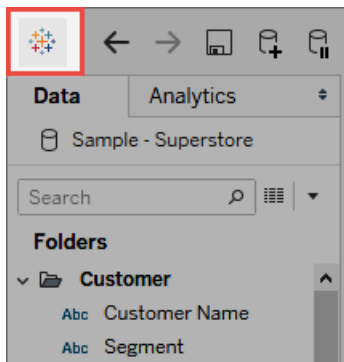 Data Analytics
Sample - Superstore
Search
Folders
Customer
Abc Customer Name
Abc Segment